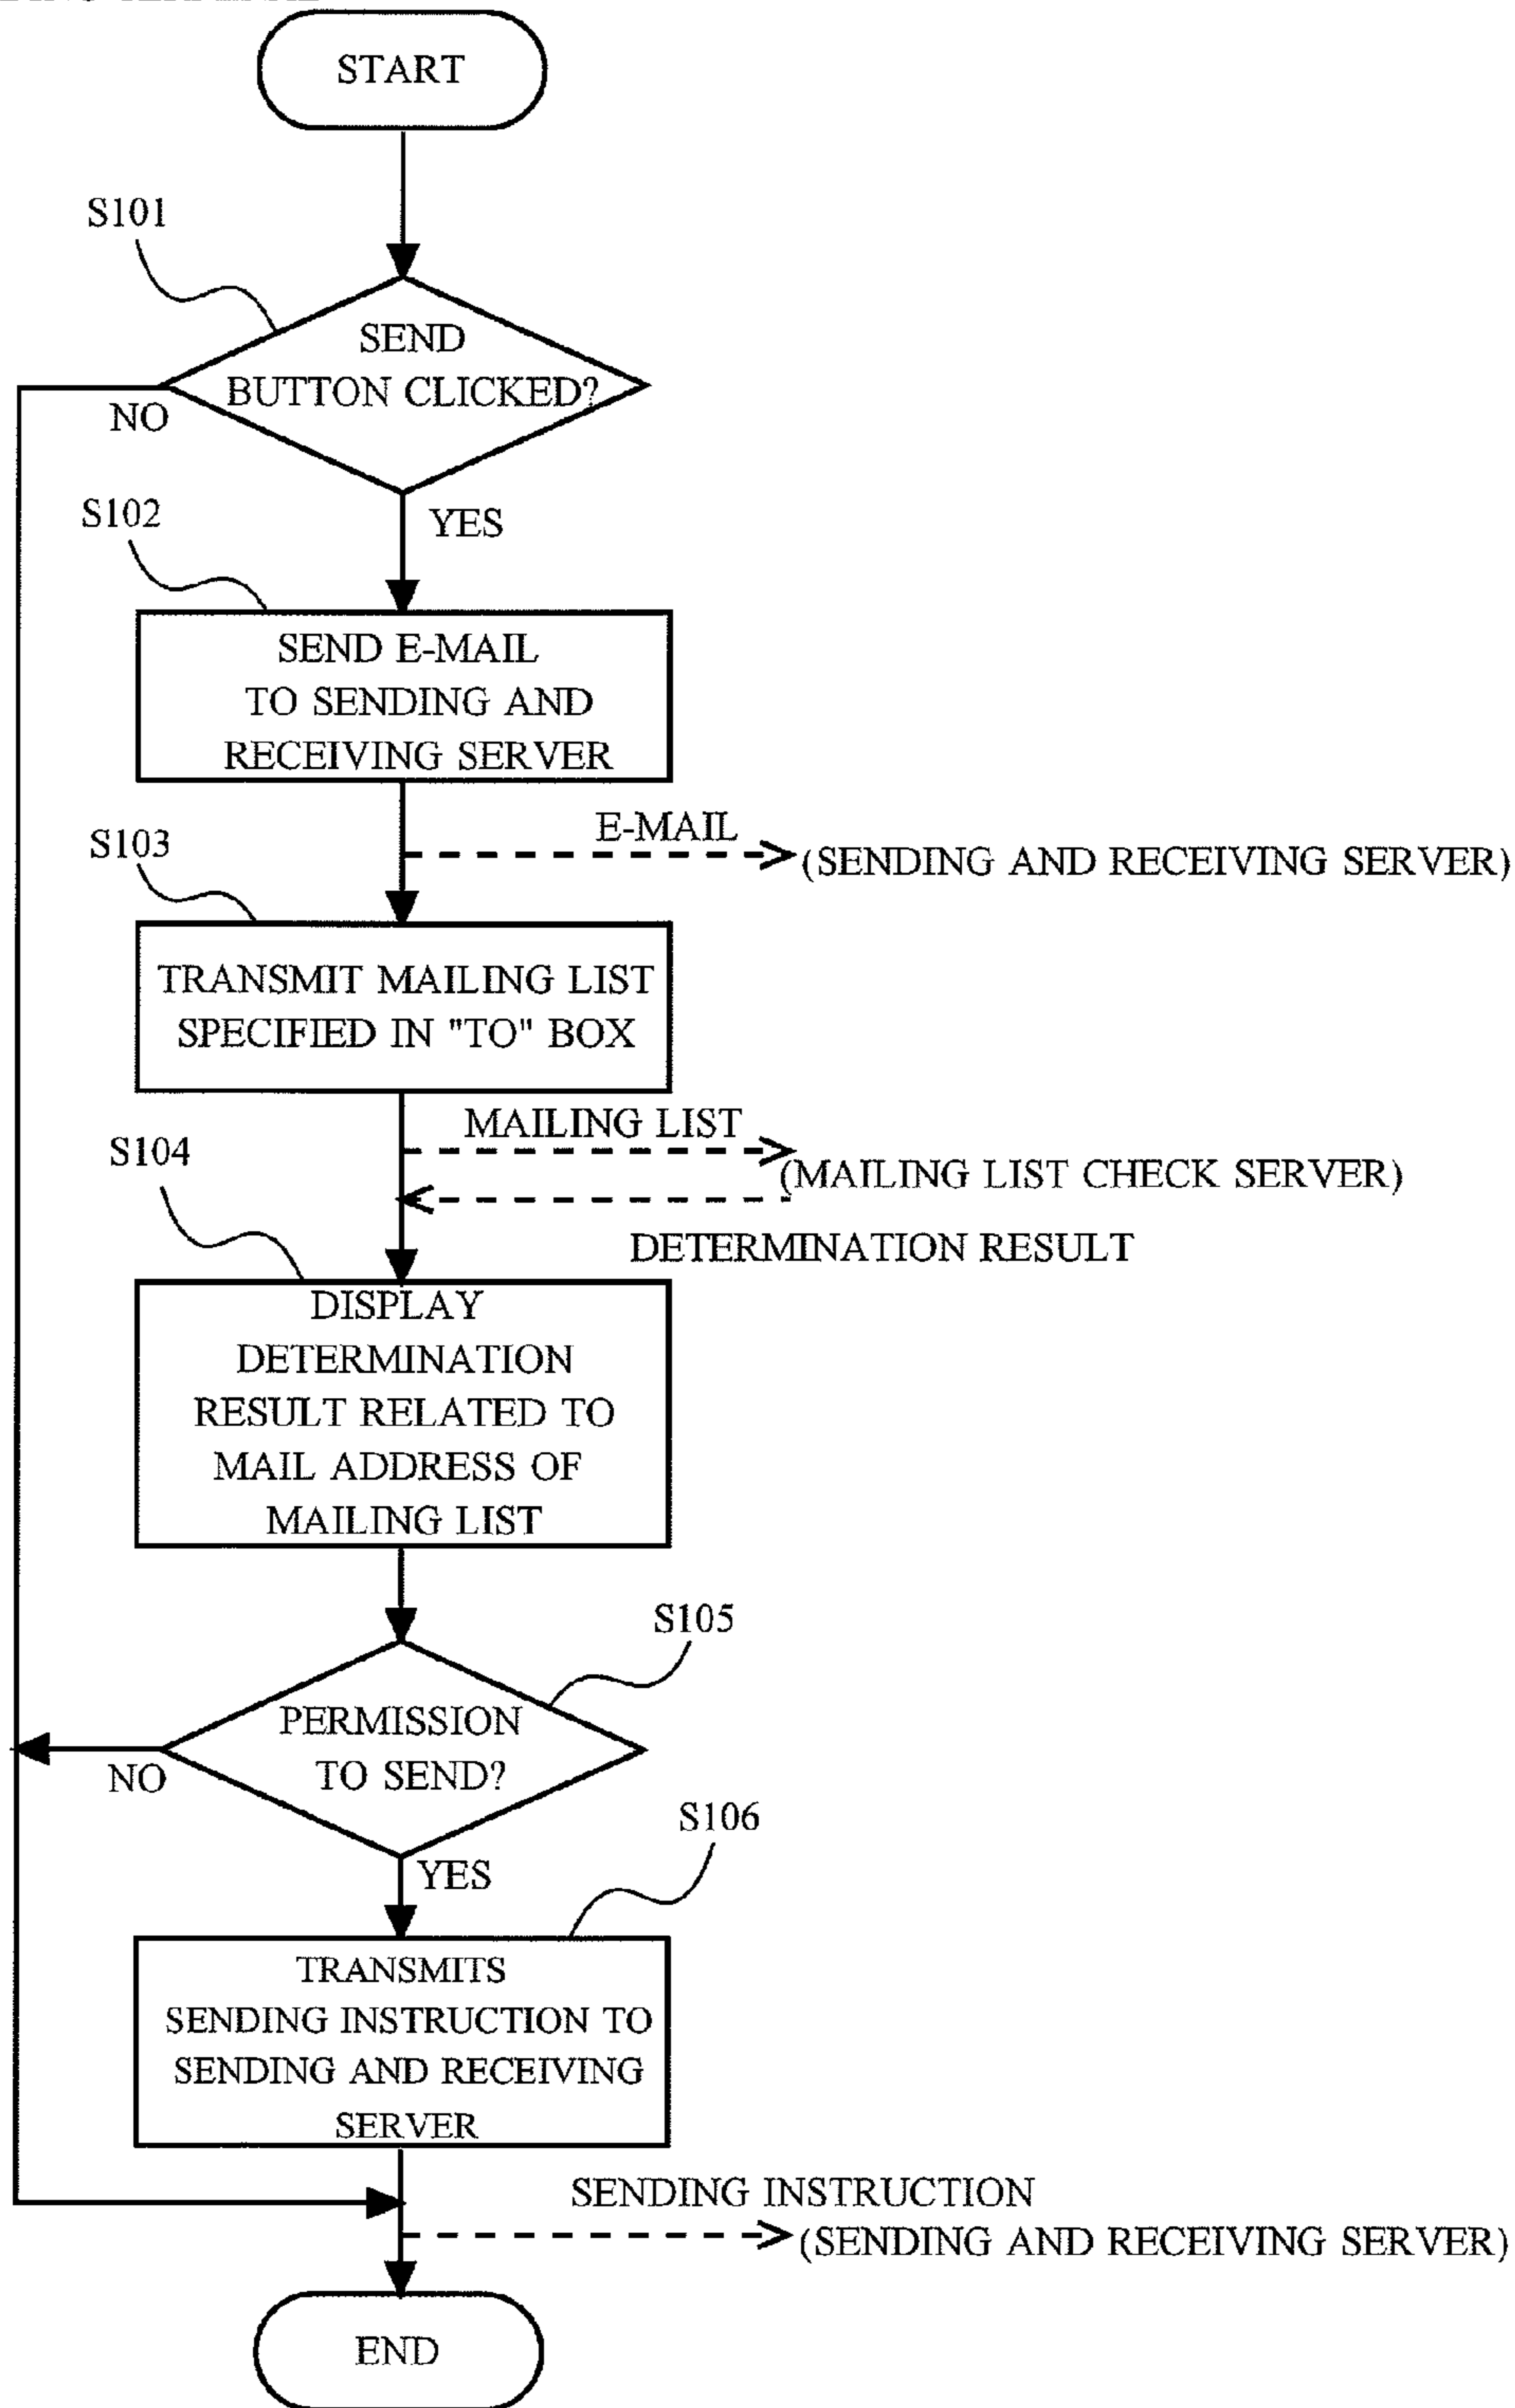 START
S101
SEND
BUTTON CLICKED?
NO
YES
S102
SEND E-MAIL
TO SENDING AND
RECEIVING SERVER
E-MAIL
(SENDING AND RECEIVING SERVER)
S103
TRANSMIT MAILING LIST
SPECIFIED IN "TO" BOX
MAILING LIST
(MAILING LIST CHECK SERVER)
DETERMINATION RESULT
S104
DISPLAY
DETERMINATION
RESULT RELATED TO
MAIL ADDRESS OF
MAILING LIST
S105
PERMISSION
TO SEND?
NO
YES
S106
TRANSMITS
SENDING INSTRUCTION TO
SENDING AND RECEIVING
SERVER
SENDING INSTRUCTION
(SENDING AND RECEIVING SERVER)
END